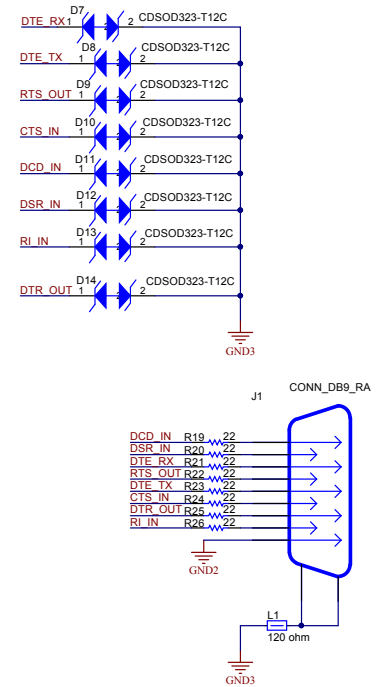 D7
DTE_RX 1 2 CDSOD323-T12C
D8
DTE_TX 1 2 CDSOD323-T12C
D9
RTS_OUT 1 2 CDSOD323-T12C
D10
CTS_IN 1 2 CDSOD323-T12C
D11
DCD_IN 1 2 CDSOD323-T12C
D12
DSR_IN 1 2 CDSOD323-T12C
D13
RI_IN 1 2 CDSOD323-T12C
D14
DTR_OUT 1 2 CDSOD323-T12C
GND3
CONN_DB9_RA
J1
DCD_IN R19 22
DSR_IN R20 22
DTE_RX R21 22
RTS_OUT R22 22
DTE_TX R23 22
CTS_IN R24 22
DTR_OUT R25 22
RI_IN R26 22
GND2
L1
120 ohm
GND3